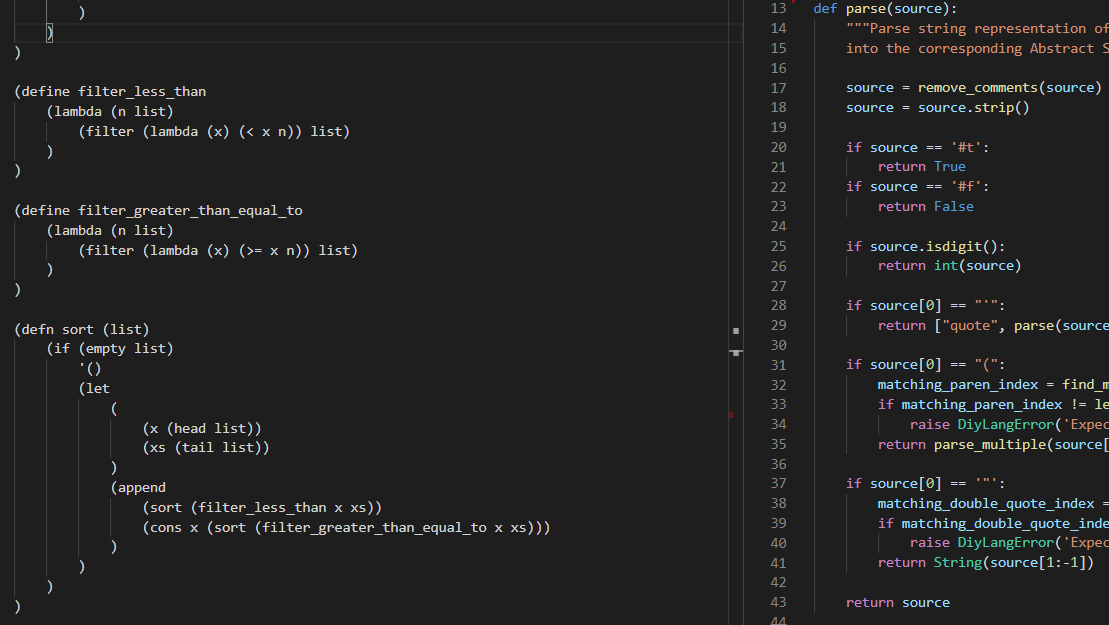 )
    )
)

(define filter_less_than
    (lambda (n list)
        (filter (lambda (x) (< x n)) list)
    )
)

(define filter_greater_than_equal_to
    (lambda (n list)
        (filter (lambda (x) (>= x n)) list)
    )
)

(defn sort (list)
    (if (empty list)
        '()
        (let
            (
                (x (head list))
                (xs (tail list))
            )
            (append
                (sort (filter_less_than x xs))
                (cons x (sort (filter_greater_than_equal_to x xs)))
            )
        )
    )
)
13 def parse(source):
14     """Parse string representation of
15     into the corresponding Abstract S
16
17     source = remove_comments(source)
18     source = source.strip()
19
20     if source == '#t':
21         return True
22     if source == '#f':
23         return False
24
25     if source.isdigit():
26         return int(source)
27
28     if source[0] == "'":
29         return ["quote", parse(source
30
31     if source[0] == "(":
32         matching_paren_index = find_m
33         if matching_paren_index != le
34             raise DiyLangError('Expec
35         return parse_multiple(source[
36
37     if source[0] == '"':
38         matching_double_quote_index =
39         if matching_double_quote_inde
40             raise DiyLangError('Expec
41         return String(source[1:-1])
42
43     return source
44